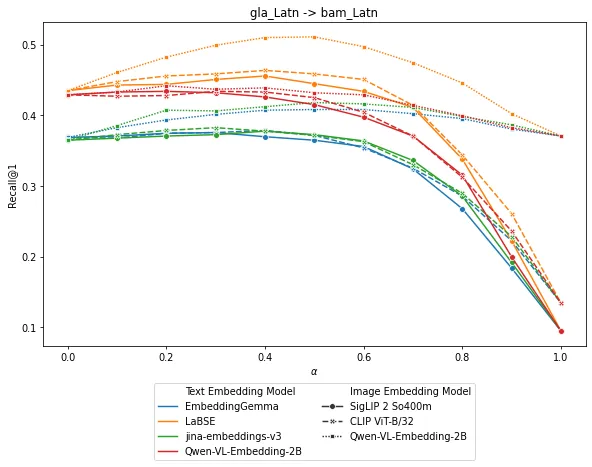 gla_Latn -> bam_Latn
Recall@1
0.5
0.4
0.3
0.2
0.1
0.0 0.2 0.4 0.6 0.8 1.0
α
Text Embedding Model Image Embedding Model
EmbeddingGemma SigLIP 2 So400m
LaBSE CLIP ViT-B/32
jina-embeddings-v3 Qwen-VL-Embedding-2B
Qwen-VL-Embedding-2B